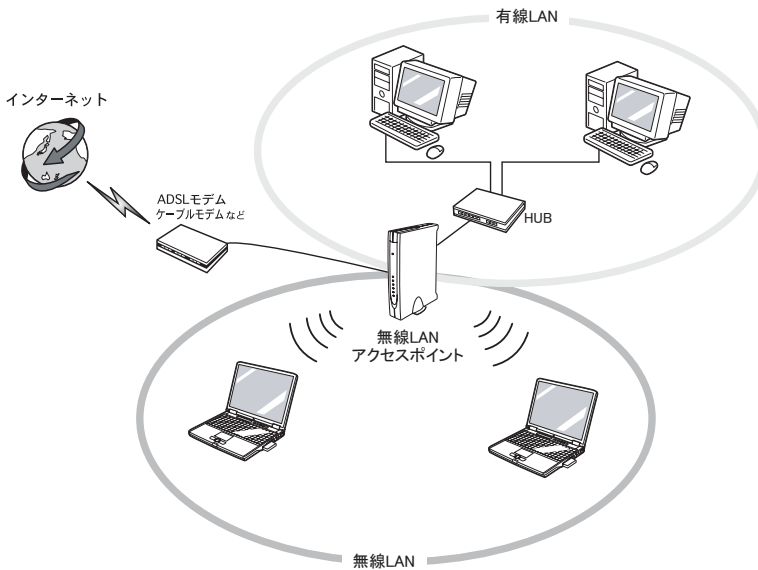 有線LAN
インターネット
ADSLモデム
ケーブルモデムなど
HUB
無線LAN
アクセスポイント
無線LAN